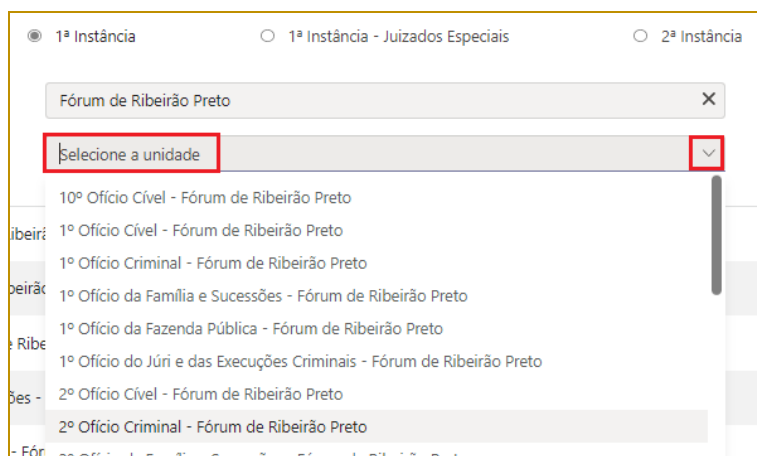 1ª Instância 1ª Instância - Juizados Especiais 2ª Instância
Fórum de Ribeirão Preto
Selecione a unidade
10º Ofício Cível - Fórum de Ribeirão Preto
1º Ofício Cível - Fórum de Ribeirão Preto
1º Ofício Criminal - Fórum de Ribeirão Preto
1º Ofício da Família e Sucessões - Fórum de Ribeirão Preto
1º Ofício da Fazenda Pública - Fórum de Ribeirão Preto
1º Ofício do Júri e das Execuções Criminais - Fórum de Ribeirão Preto
2º Ofício Cível - Fórum de Ribeirão Preto
ões -
2º Ofício Criminal - Fórum de Ribeirão Preto